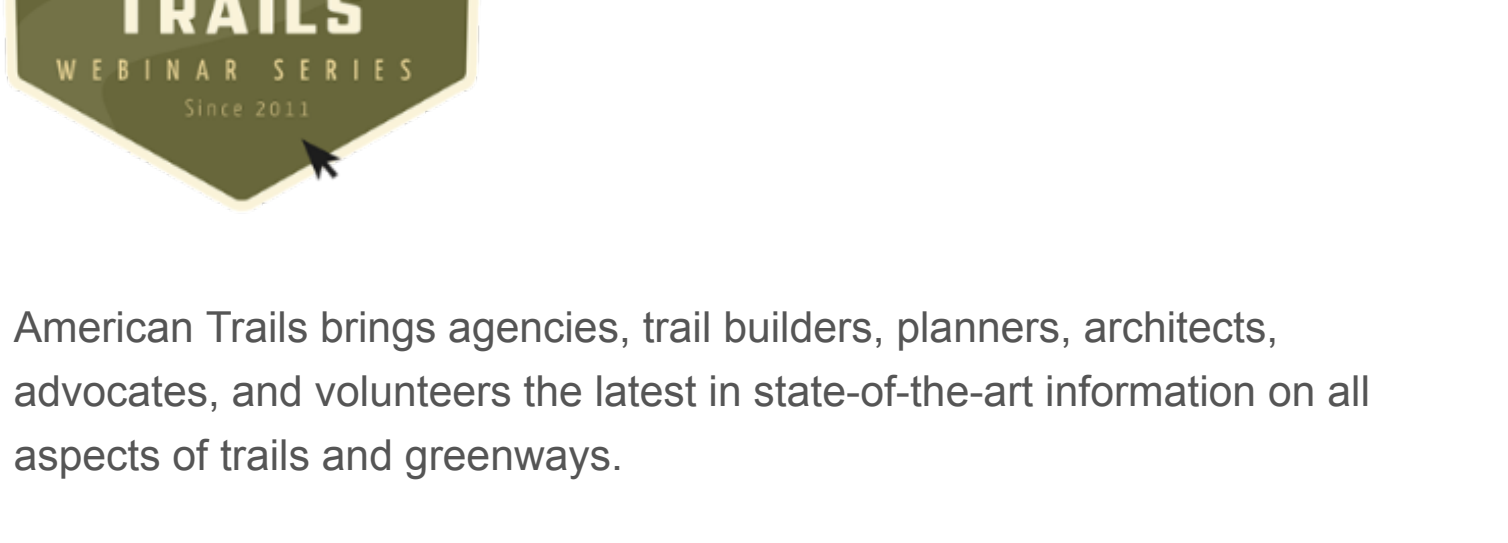 TRAILS
WEBINAR SERIES
Since 2011
American Trails brings agencies, trail builders, planners, architects,
advocates, and volunteers the latest in state-of-the-art information on all
aspects of trails and greenways.